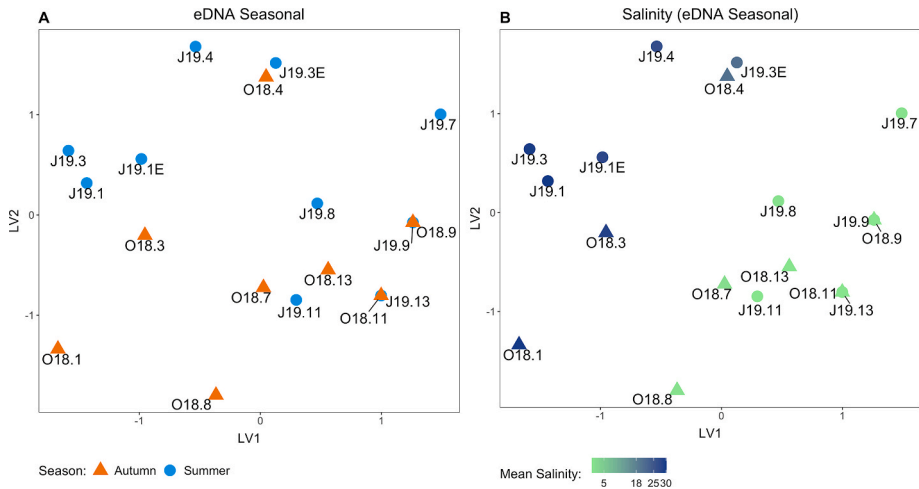 A
eDNA Seasonal
J19.4
J19.3E
O18.4
J19.7
J19.3
J19.1E
J19.1
J19.8
O18.3
J19.9
O18.9
O18.13
O18.7
J19.11
J19.13
O18.11
O18.1
O18.8
1
0
-1
LV2
-1
0
1
LV1
Season:
Autumn
Summer
B
Salinity (eDNA Seasonal)
J19.4
J19.3E
O18.4
J19.7
J19.3
J19.1E
J19.1
J19.8
O18.3
J19.9
O18.9
O18.13
O18.7
O18.11
J19.11
J19.13
O18.1
O18.8
1
0
-1
LV2
-1
0
1
LV1
Mean Salinity:
5
18
25
30